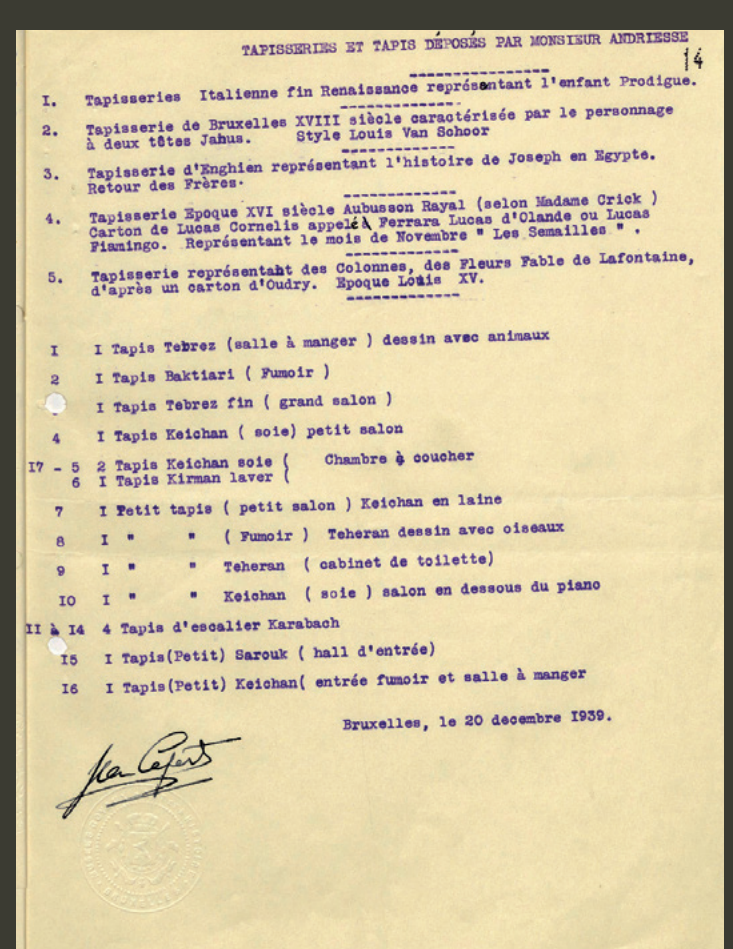 TAPISSERIES ET TAPIS DÉPOSÉS PAR MONSIEUR ANDRIESSE
14
I. Tapisseries Italienne fin Renaissance représentant l'enfant Prodigue.
2. Tapisserie de Bruxelles XVIII siècle caractérisée par le personnage
à deux têtes Jahus. Style Louis Van Schoor
3. Tapisserie d'Enghien représentant l'histoire de Joseph en Egypte.
Retour des Frères.
4. Tapisserie Epoque XVI siècle Aubusson Rayal (selon Madame Crick )
Carton de Lucas Cornelis appelé à Ferrara Lucas d'Olande ou Lucas
Fiamingo. Représentant le mois de Novembre " Les Semailles " .
5. Tapisserie représentant des Colonnes, des Fleurs Fable de Lafontaine,
d'après un carton d'Oudry. Epoque Louis XV.
I I Tapis Tebrez (salle à manger ) dessin avec animaux
2 I Tapis Baktiari ( Fumoir )
I Tapis Tebrez fin ( grand salon )
4 I Tapis Keichan ( soie) petit salon
I7 - 5 2 Tapis Keichan soie ( Chambre à coucher
6 I Tapis Kirman laver (
7 I Petit tapis ( petit salon ) Keichan en laine
8 I " " ( Fumoir ) Teheran dessin avec oiseaux
9 I " " Teheran ( cabinet de toilette)
IO I " " Keichan ( soie ) salon en dessous du piano
II à I4 4 Tapis d'escalier Karabach
I5 I Tapis(Petit) Sarouk ( hall d'entrée)
I6 I Tapis(Petit) Keichan( entrée fumoir et salle à manger
Bruxelles, le 20 decembre I939.